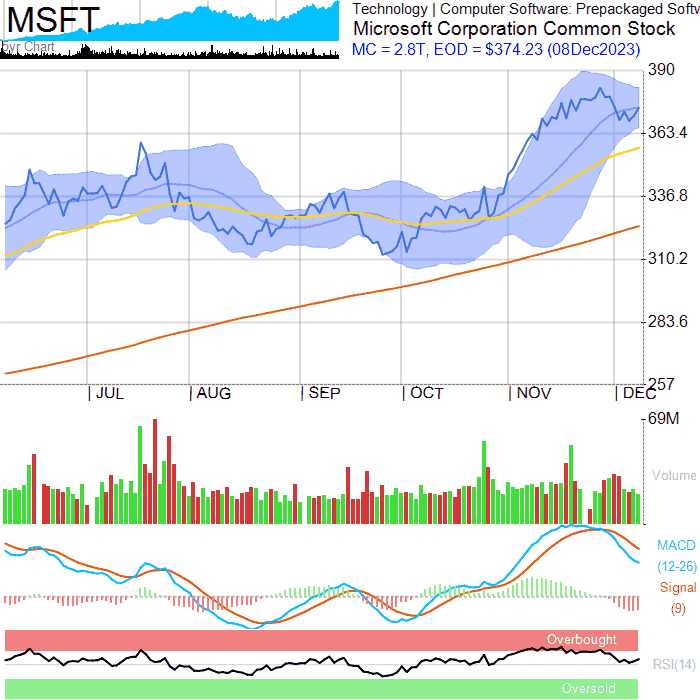 MSFT
Technology | Computer Software: Prepackaged Softw
Microsoft Corporation Common Stock
MC = 2.8T, EOD = $374.23 (08Dec2023)
Chart
390
363.4
336.8
310.2
283.6
257
JUL
AUG
SEP
OCT
NOV
DEC
69M
Volume
MACD
(12-26)
Signal
(9)
Overbought
RSI(14)
Oversold